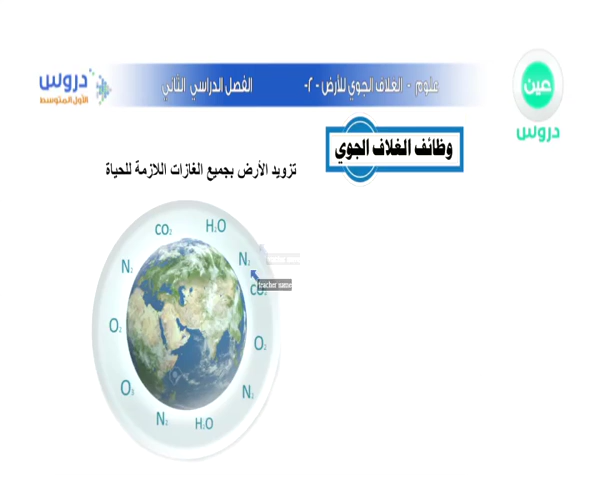 علوم - الغلاف الجوي للأرض - ٢-
الفصل الدراسي الثاني
دروس
الأول المتوسط
عين
دروس
وظائف الغلاف الجوي
تزويد الأرض بجميع الغازات اللازمة للحياة
CO₂
H₂O
N₂
N₂
teacher name
CO₂
O₂
O₂
O₃
N₂
N₂
H₂O